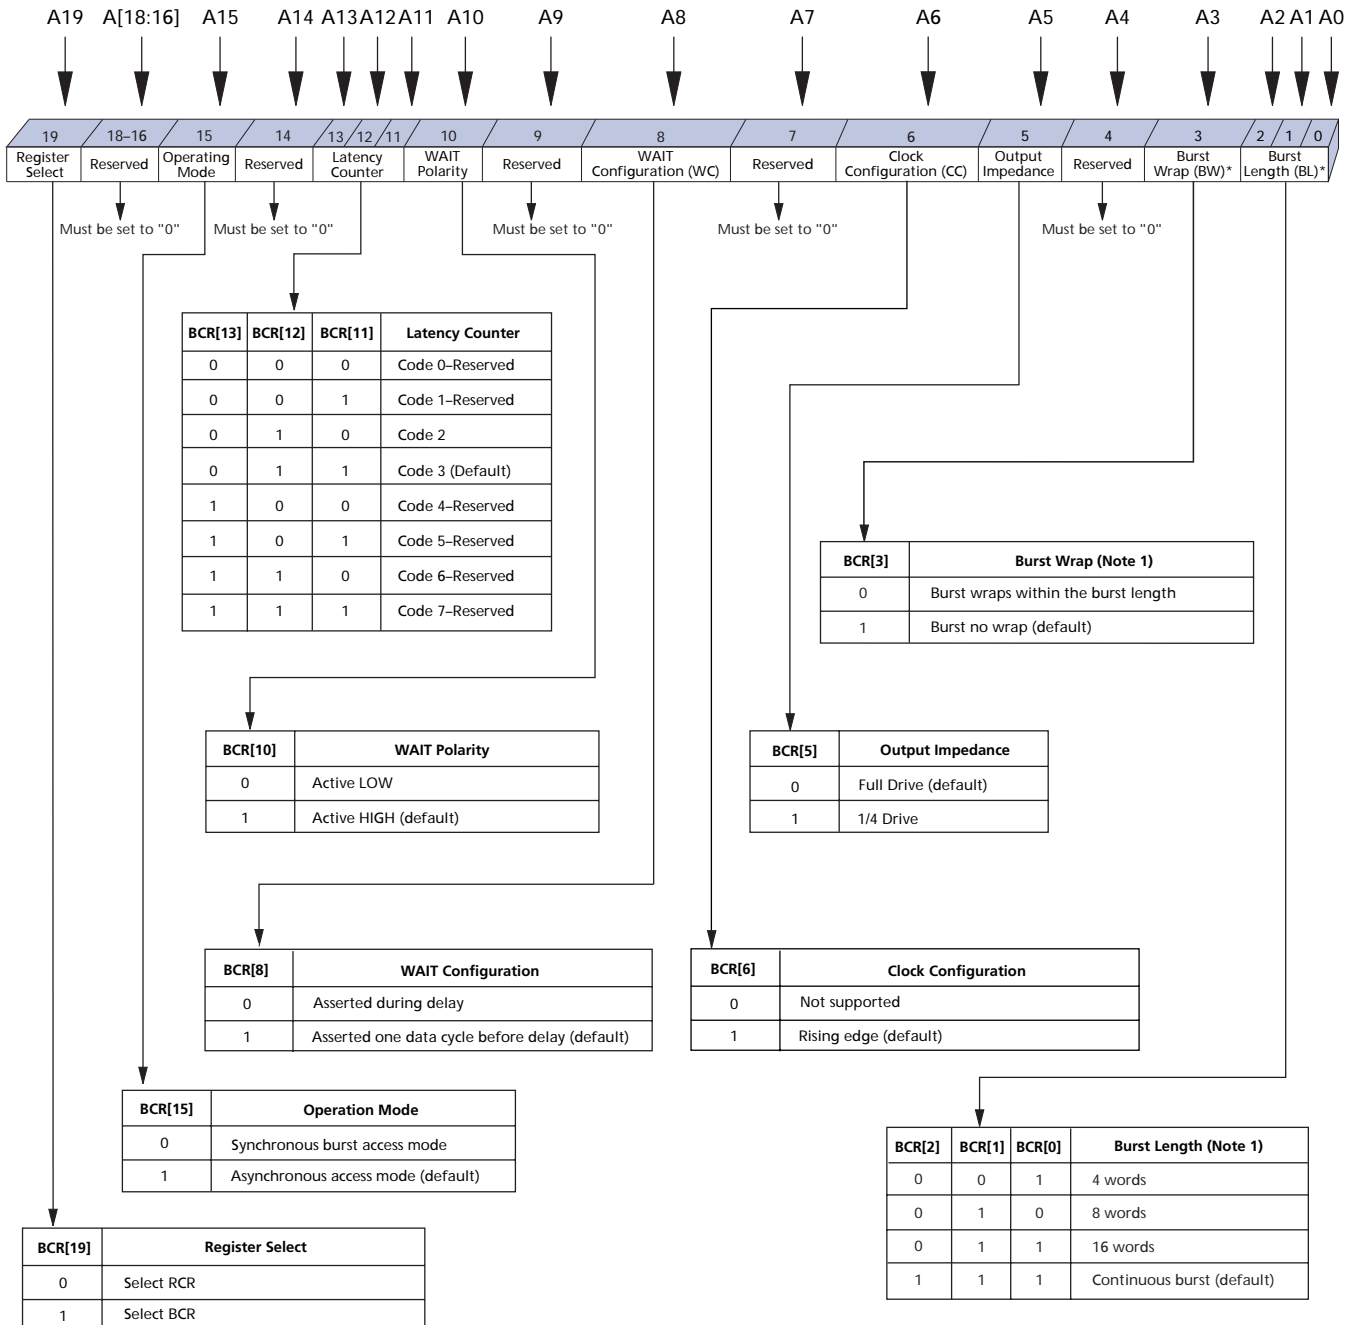 A19 A[18:16] A15 A14 A13 A12 A11 A10 A9 A8 A7 A6 A5 A4 A3 A2 A1 A0
19 18–16 15 14 13 12 11 10 9 8 7 6 5 4 3 2 1 0
Register Select
Reserved
Operating Mode
Reserved
Latency Counter
WAIT Polarity
Reserved
WAIT Configuration (WC)
Reserved
Clock Configuration (CC)
Output Impedance
Reserved
Burst Wrap (BW)*
Burst Length (BL)*
Must be set to "0" Must be set to "0" Must be set to "0" Must be set to "0" Must be set to "0"
BCR[13] BCR[12] BCR[11] Latency Counter
0 0 0 Code 0–Reserved
0 0 1 Code 1–Reserved
0 1 0 Code 2
0 1 1 Code 3 (Default)
1 0 0 Code 4–Reserved
1 0 1 Code 5–Reserved
1 1 0 Code 6–Reserved
1 1 1 Code 7–Reserved
BCR[3] Burst Wrap (Note 1)
0 Burst wraps within the burst length
1 Burst no wrap (default)
BCR[10] WAIT Polarity
0 Active LOW
1 Active HIGH (default)
BCR[5] Output Impedance
0 Full Drive (default)
1 1/4 Drive
BCR[8] WAIT Configuration
0 Asserted during delay
1 Asserted one data cycle before delay (default)
BCR[6] Clock Configuration
0 Not supported
1 Rising edge (default)
BCR[15] Operation Mode
0 Synchronous burst access mode
1 Asynchronous access mode (default)
BCR[2] BCR[1] BCR[0] Burst Length (Note 1)
0 0 1 4 words
0 1 0 8 words
0 1 1 16 words
1 1 1 Continuous burst (default)
BCR[19] Register Select
0 Select RCR
1 Select BCR